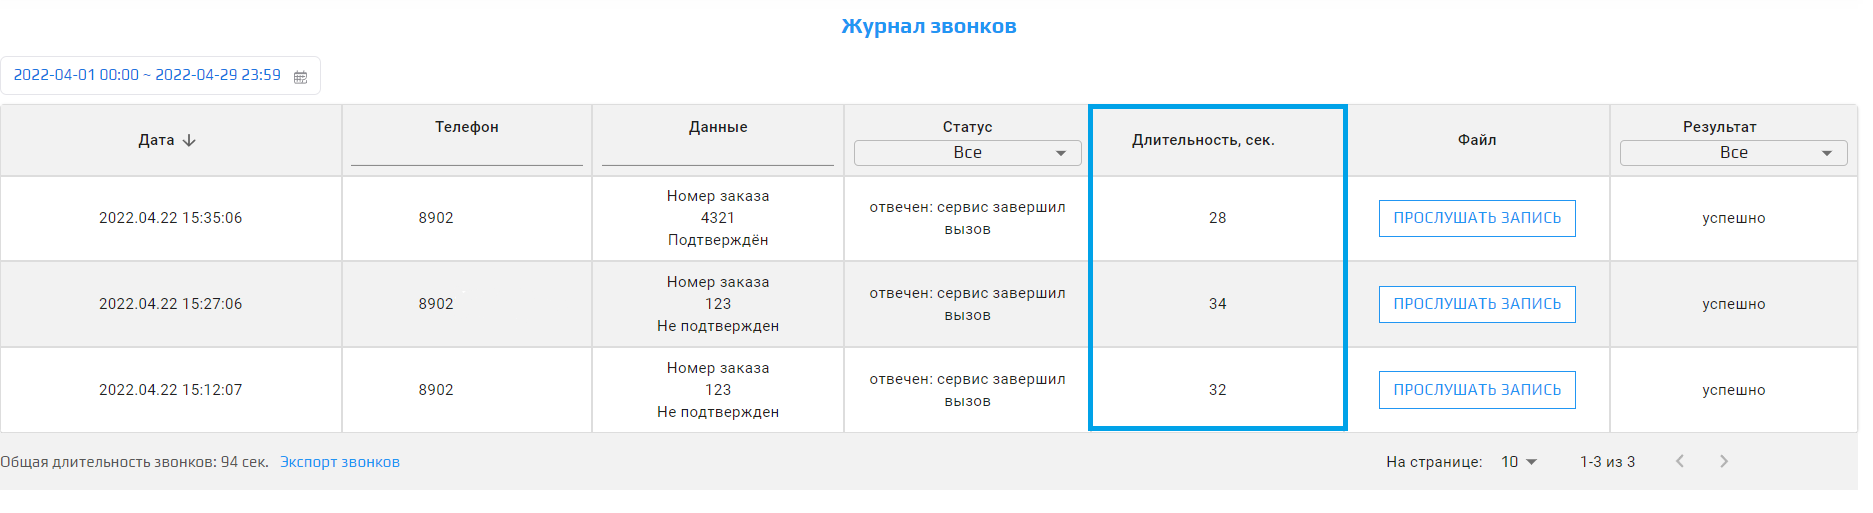 Журнал звонков
2022-04-01 00:00 ~ 2022-04-29 23:59
Дата
Телефон
Данные
Статус
Все
Длительность, сек.
Файл
Результат
Все
2022.04.22 15:35:06
8902
Номер заказа
4321
Подтверждён
отвечен: сервис завершил
вызов
28
ПРОСЛУШАТЬ ЗАПИСЬ
успешно
2022.04.22 15:27:06
8902
Номер заказа
123
Не подтвержден
отвечен: сервис завершил
вызов
34
ПРОСЛУШАТЬ ЗАПИСЬ
успешно
2022.04.22 15:12:07
8902
Номер заказа
123
Не подтвержден
отвечен: сервис завершил
вызов
32
ПРОСЛУШАТЬ ЗАПИСЬ
успешно
Общая длительность звонков: 94 сек. Экспорт звонков
На странице: 10 1-3 из 3